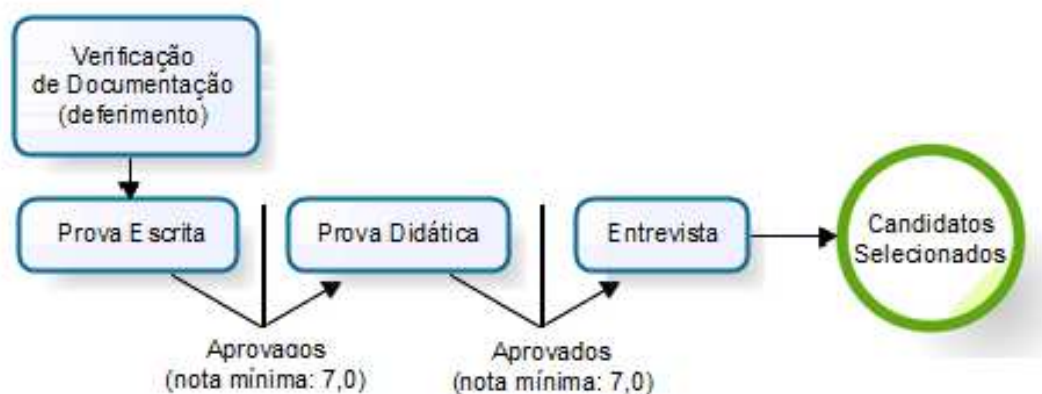 Verificação
de Documentação
(deferimento)
Prova Escrita
Prova Didática
Entrevista
Candidatos
Selecionados
Aprovados
(nota mínima: 7,0)
Aprovados
(nota mínima: 7,0)